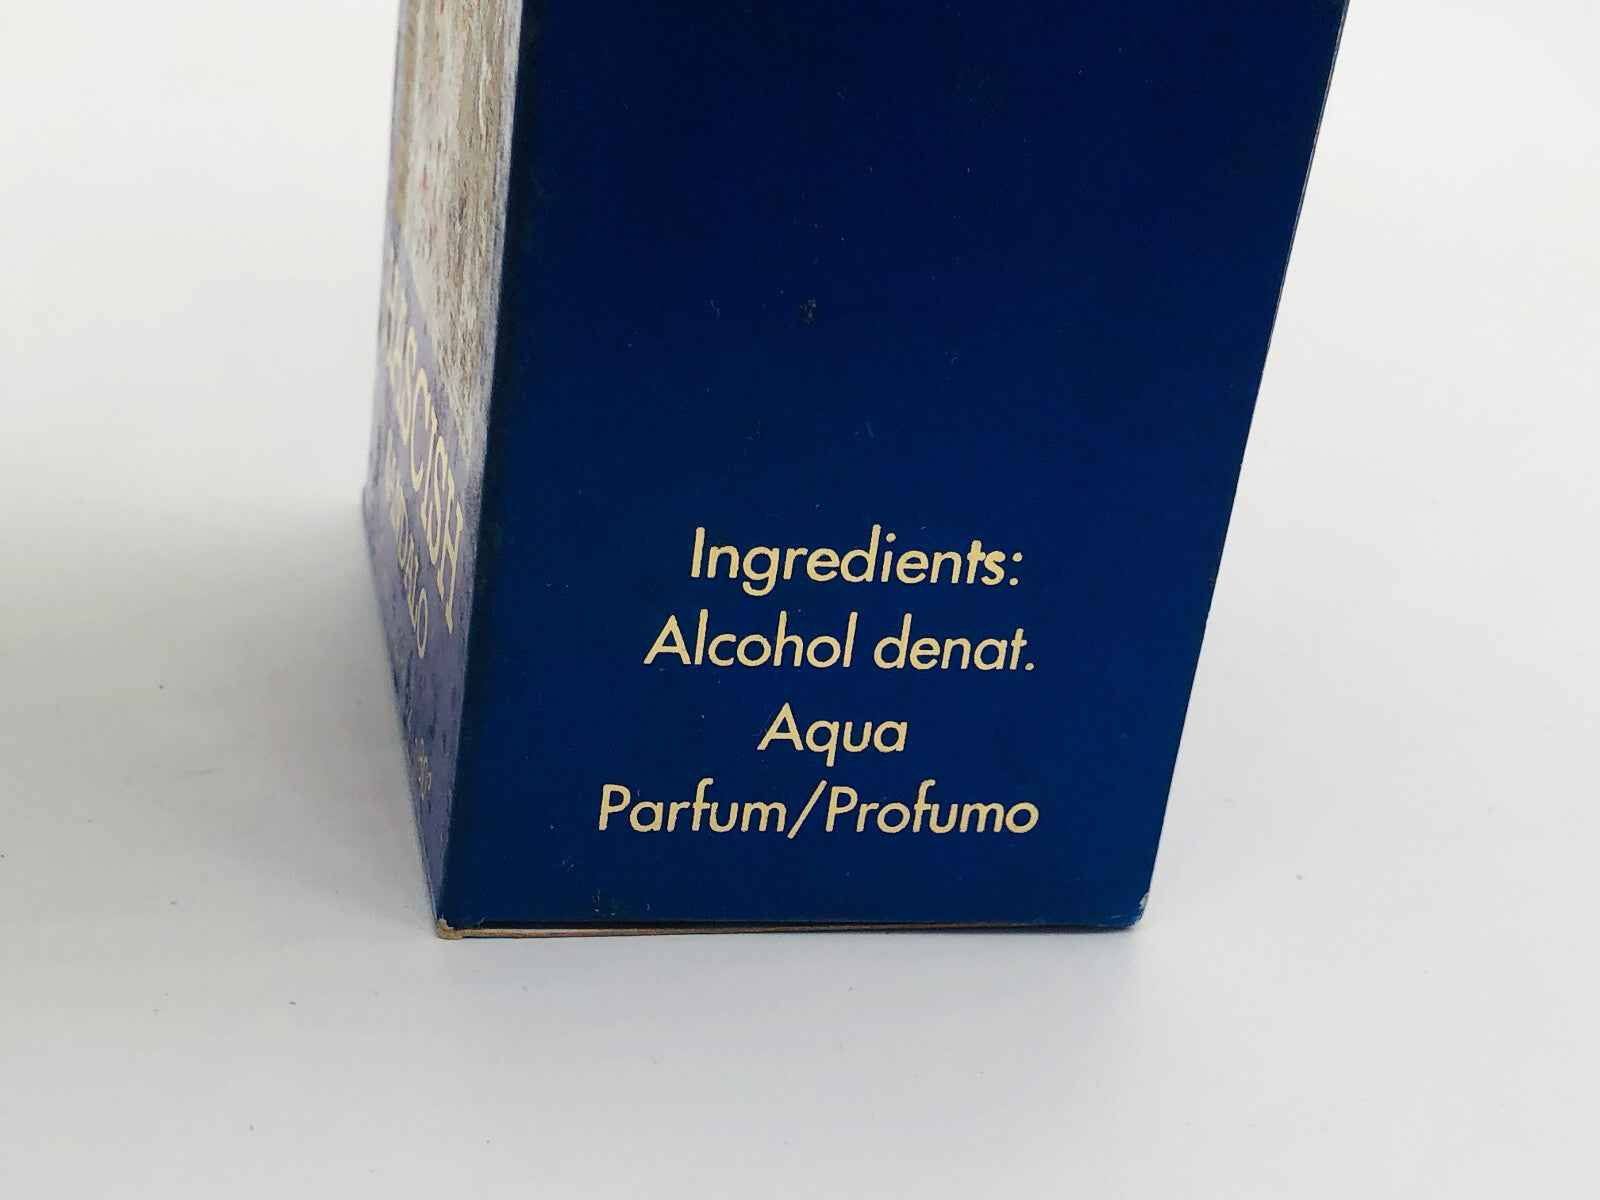 Ingredients:
Alcohol denat.
Aqua
Parfum/Profumo